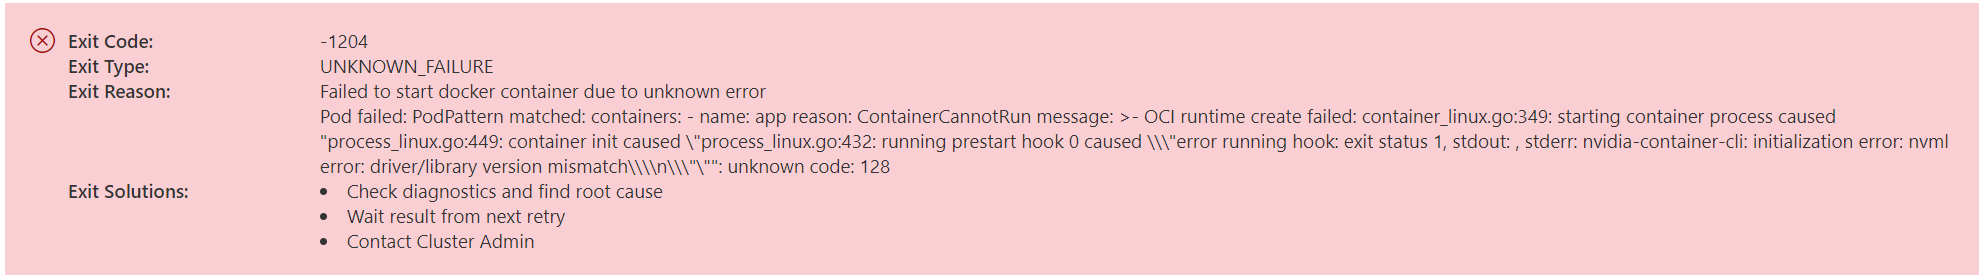 Exit Code: -1204
Exit Type: UNKNOWN_FAILURE
Exit Reason: Failed to start docker container due to unknown error
Pod failed: PodPattern matched: containers: - name: app reason: ContainerCannotRun message: >- OCI runtime create failed: container_linux.go:349: starting container process caused
"process_linux.go:449: container init caused \"process_linux.go:432: running prestart hook 0 caused \\\"error running hook: exit status 1, stdout: , stderr: nvidia-container-cli: initialization error: nvml
error: driver/library version mismatch\\\\n\\\"\"": unknown code: 128
Exit Solutions: • Check diagnostics and find root cause
• Wait result from next retry
• Contact Cluster Admin